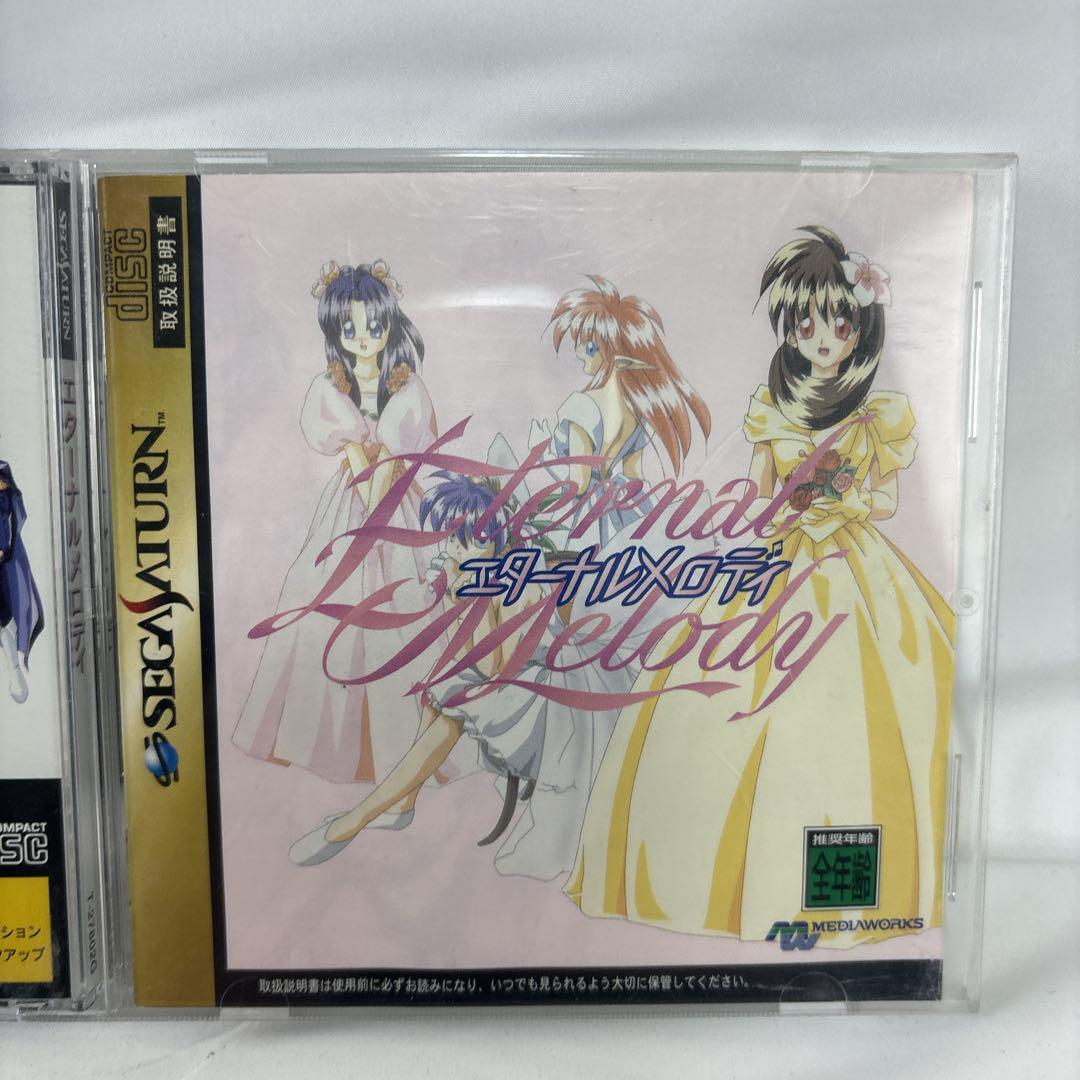 COMPACT
DISC
取扱説明書
SEGA SATURN™
Eternal
エターナルメロディ
Melody
推奨年齢
全年齢
MEDIAWORKS
取扱説明書は使用前に必ずお読みになり、いつでも見られるよう大切に保管してください。
SEGA SATURN
エターナルメロディ
T-27802G
COMPACT
DISC
ション
アップ